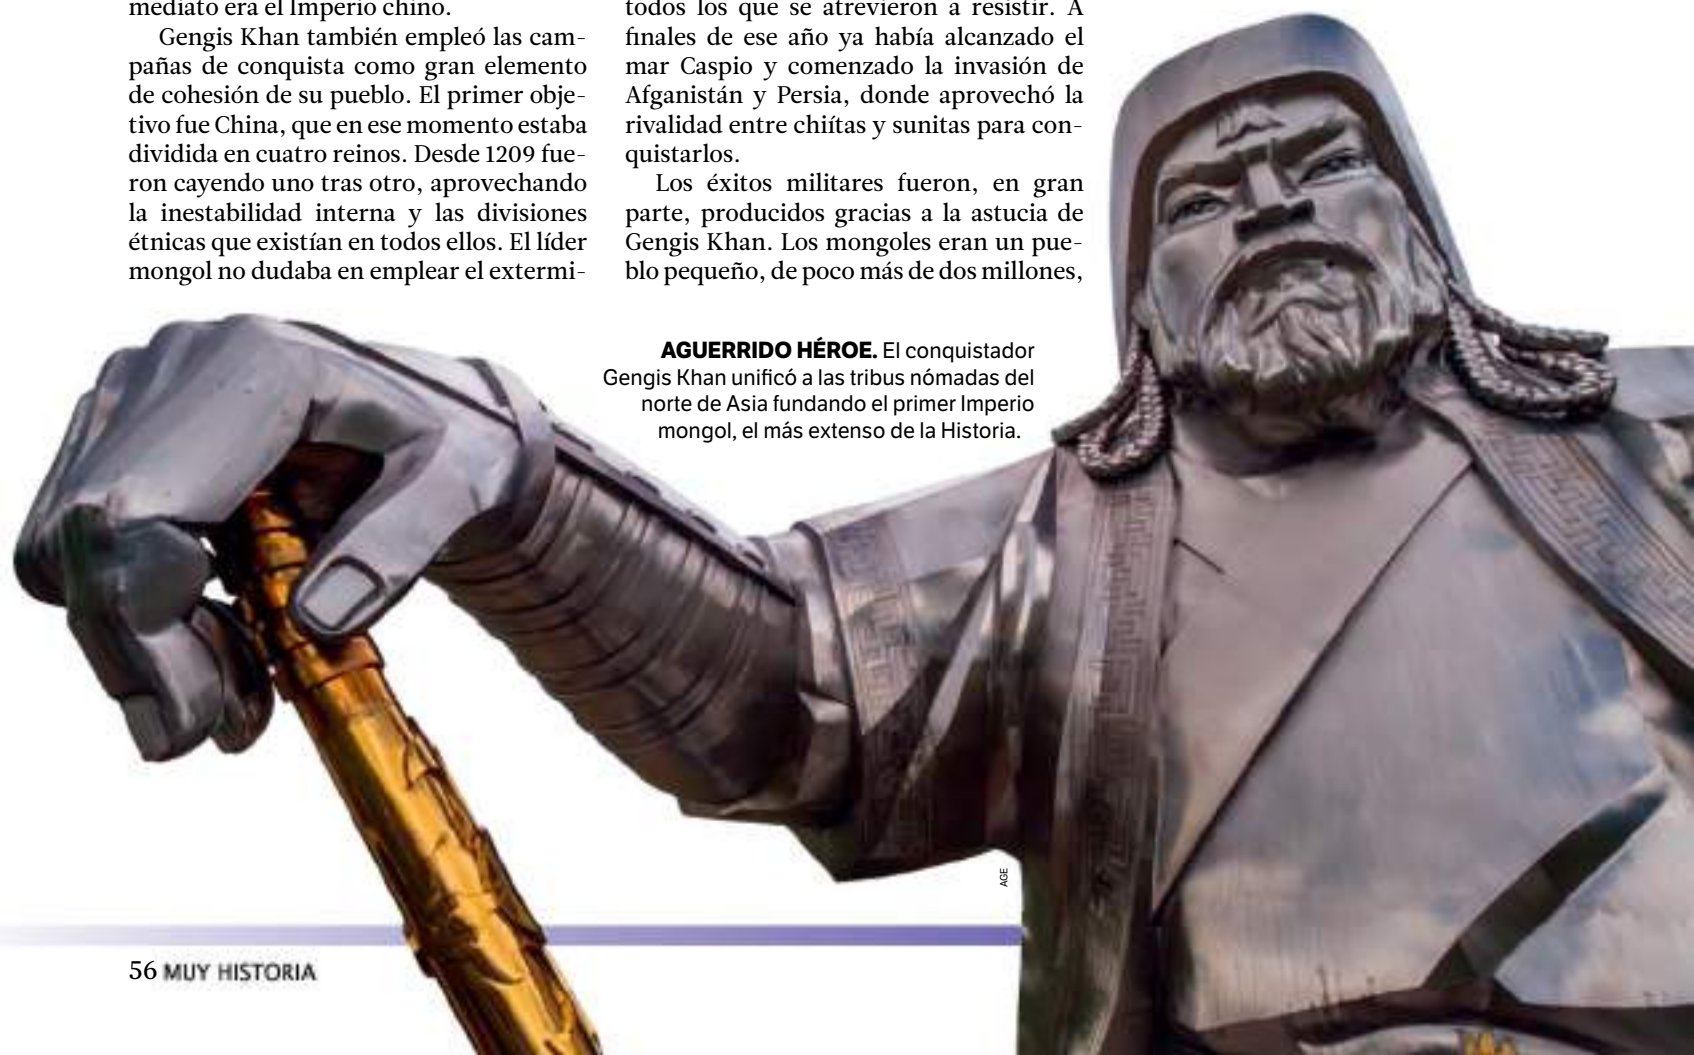 mediato era el Imperio chino.
Gengis Khan también empleó las cam-
pañas de conquista como gran elemento
de cohesión de su pueblo. El primer obje-
tivo fue China, que en ese momento estaba
dividida en cuatro reinos. Desde 1209 fue-
ron cayendo uno tras otro, aprovechando
la inestabilidad interna y las divisiones
étnicas que existían en todos ellos. El líder
mongol no dudaba en emplear el extermi-
todos los que se atrevieron a resistir. A
finales de ese año ya había alcanzado el
mar Caspio y comenzado la invasión de
Afganistán y Persia, donde aprovechó la
rivalidad entre chiítas y sunitas para con-
quistarlos.
Los éxitos militares fueron, en gran
parte, producidos gracias a la astucia de
Gengis Khan. Los mongoles eran un pue-
blo pequeño, de poco más de dos millones,
AGUERRIDO HÉROE. El conquistador
Gengis Khan unificó a las tribus nómadas del
norte de Asia fundando el primer Imperio
mongol, el más extenso de la Historia.
AGE
56 MUY HISTORIA